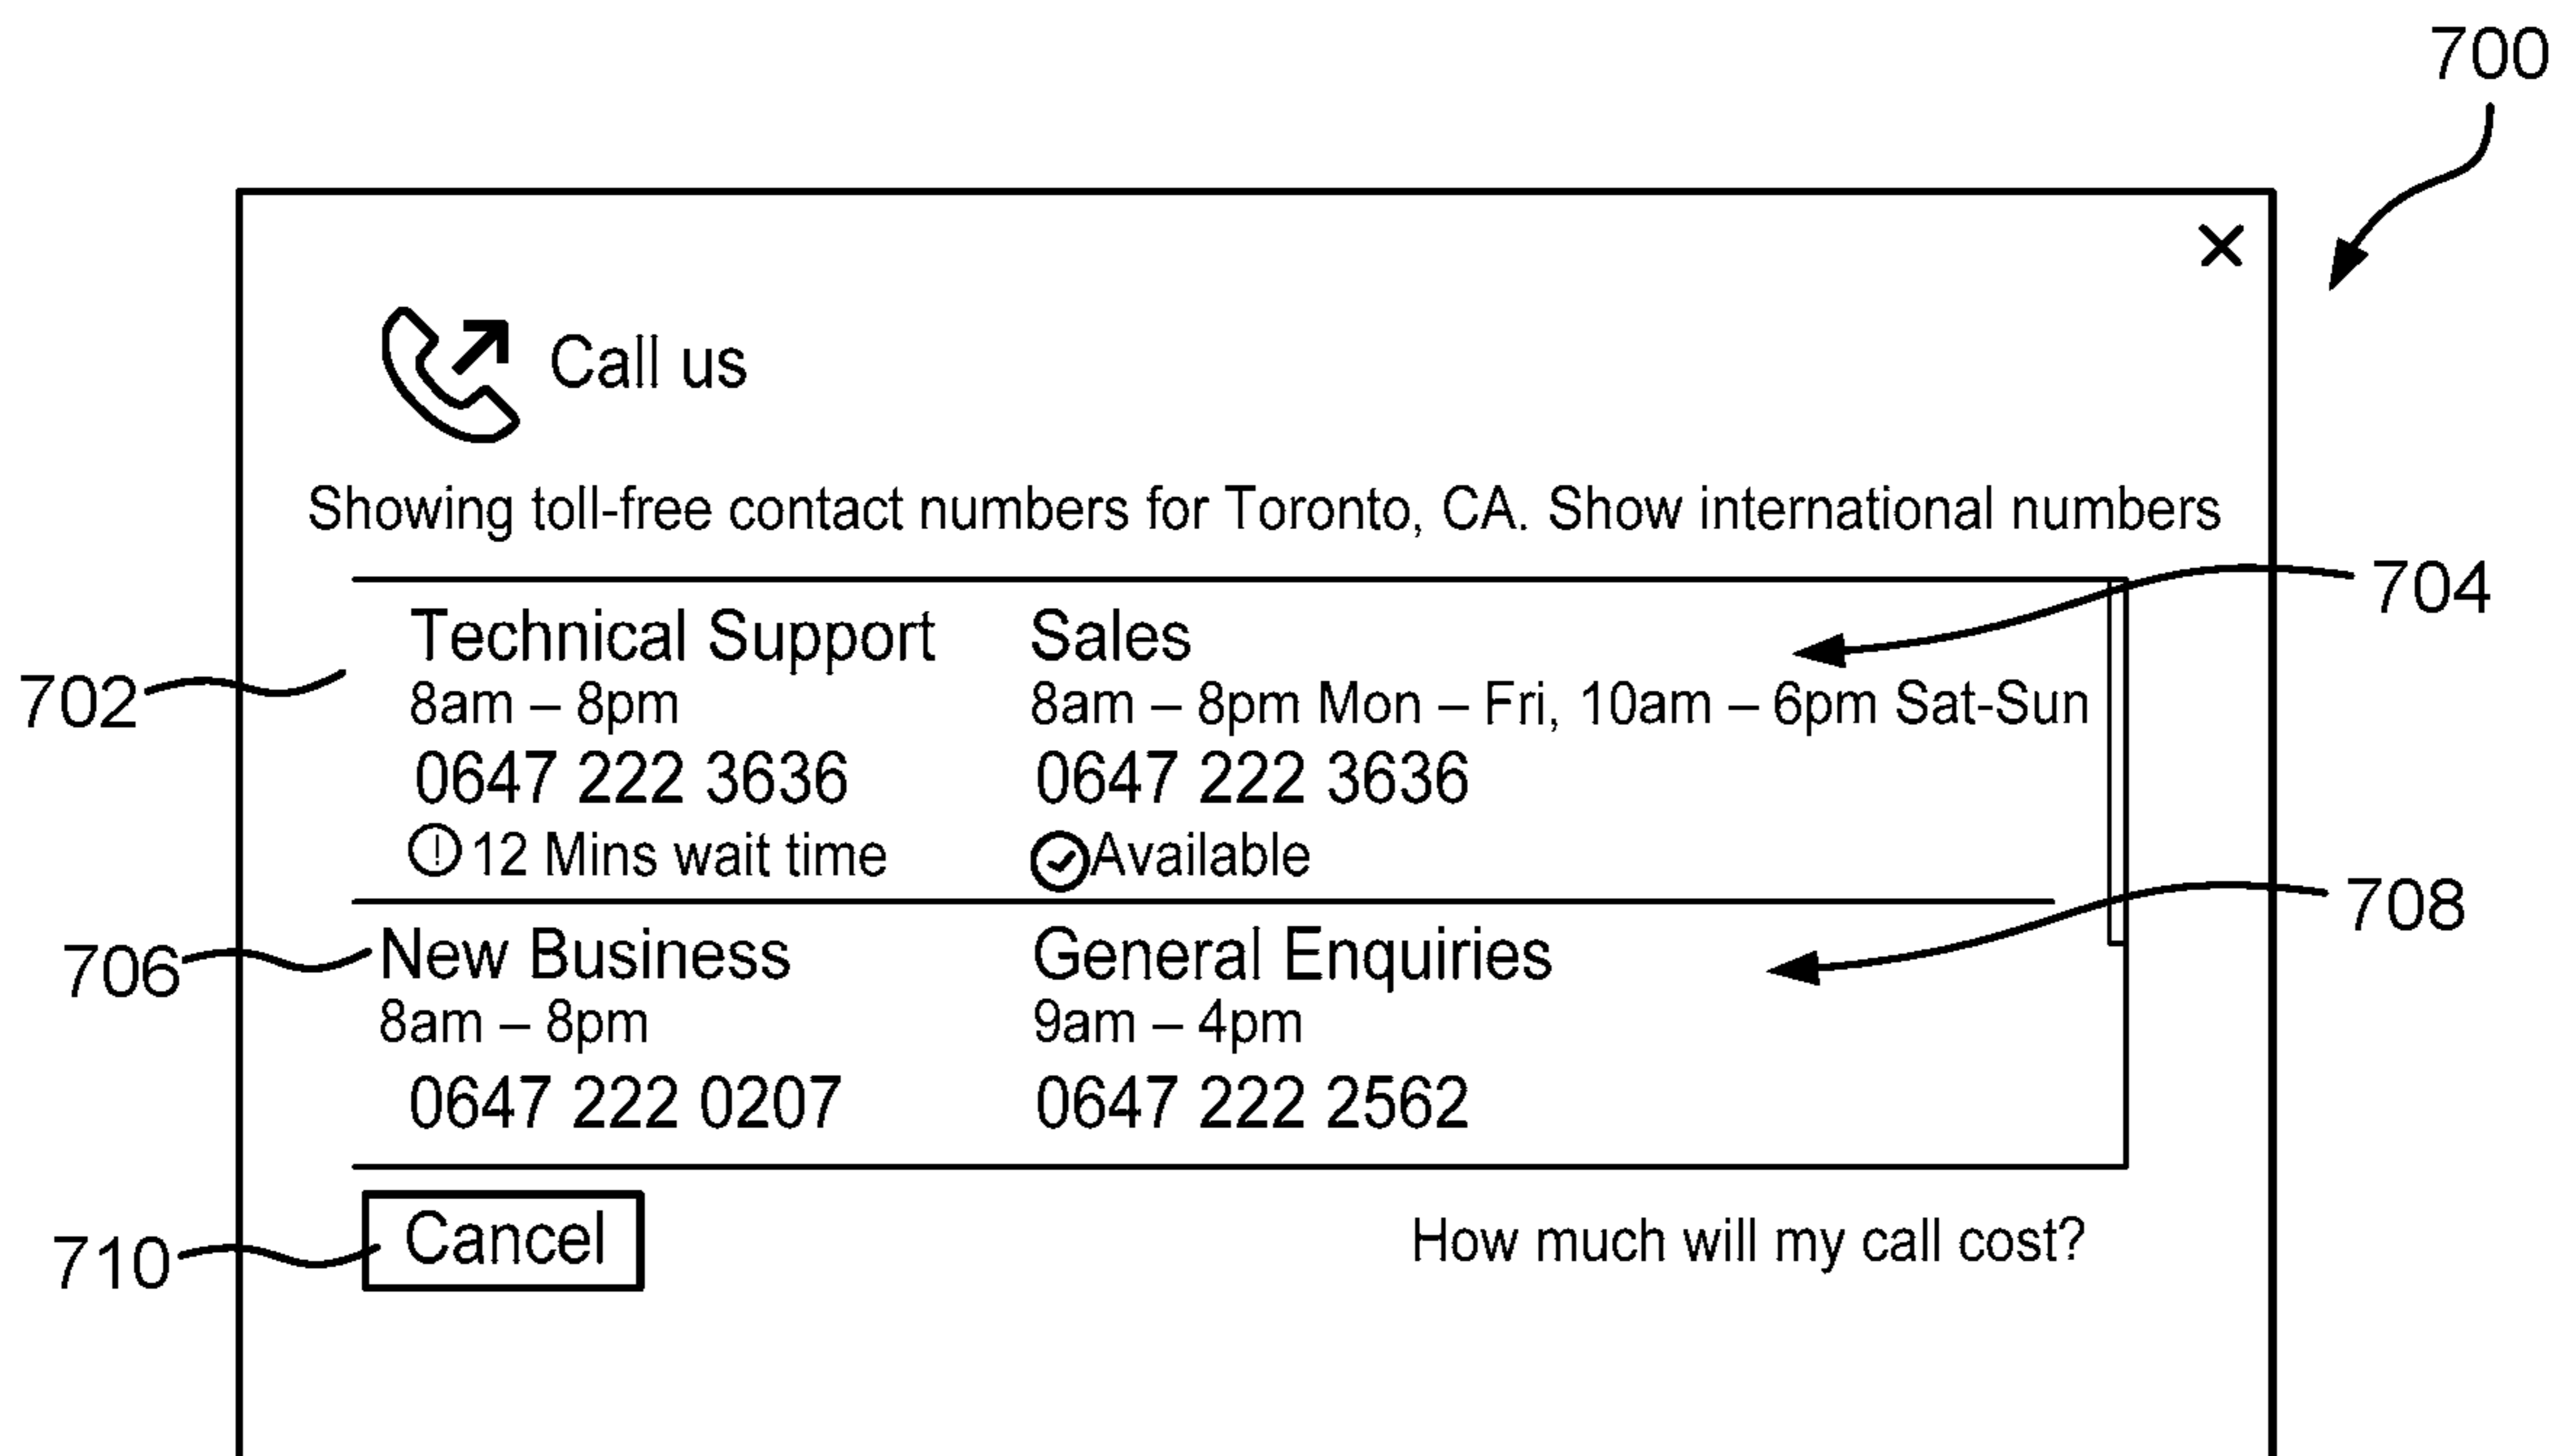 700
Call us
Showing toll-free contact numbers for Toronto, CA. Show international numbers
704
Technical Support
8am – 8pm
0647 222 3636
12 Mins wait time
Sales
8am – 8pm Mon – Fri, 10am – 6pm Sat-Sun
0647 222 3636
Available
702
708
706
New Business
8am – 8pm
0647 222 0207
General Enquiries
9am – 4pm
0647 222 2562
710
Cancel
How much will my call cost?